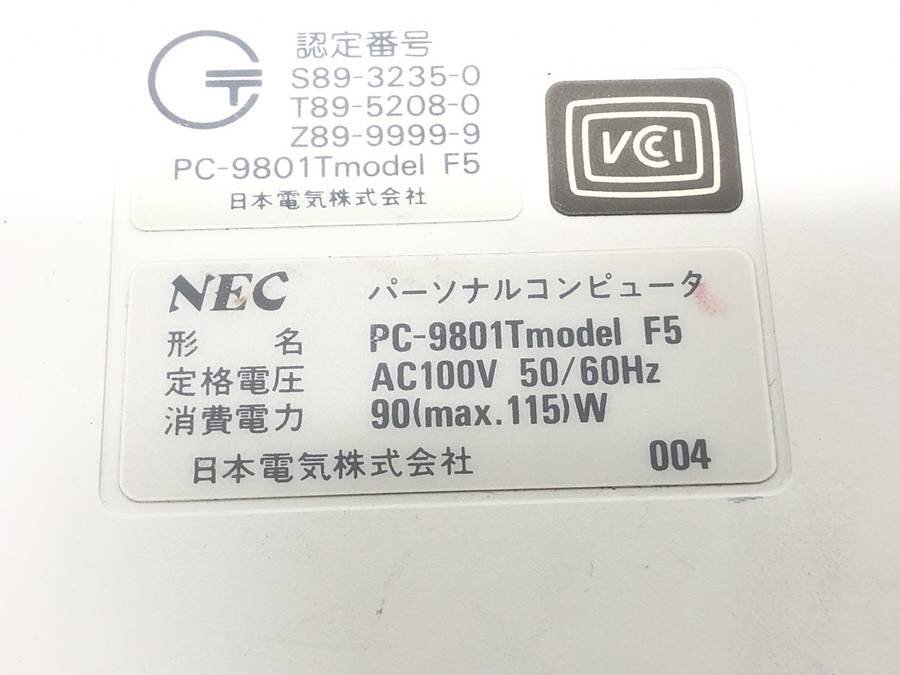 認定番号
S89-3235-0
T89-5208-0
Z89-9999-9
PC-9801Tmodel F5
日本電気株式会社
VCCI
NEC パーソナルコンピュータ
形名 PC-9801Tmodel F5
定格電圧 AC100V 50/60Hz
消費電力 90(max.115)W
日本電気株式会社 004